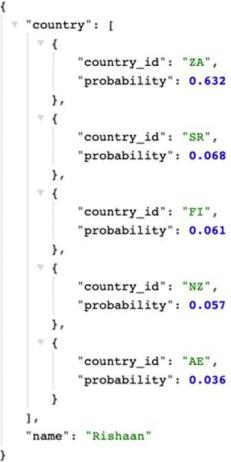 {
"country": [
{
"country_id": "ZA",
"probability": 0.632
},
{
"country_id": "SR",
"probability": 0.068
},
{
"country_id": "FI",
"probability": 0.061
},
{
"country_id": "NZ",
"probability": 0.057
},
{
"country_id": "AE",
"probability": 0.036
}
],
"name": "Rishaan"
}